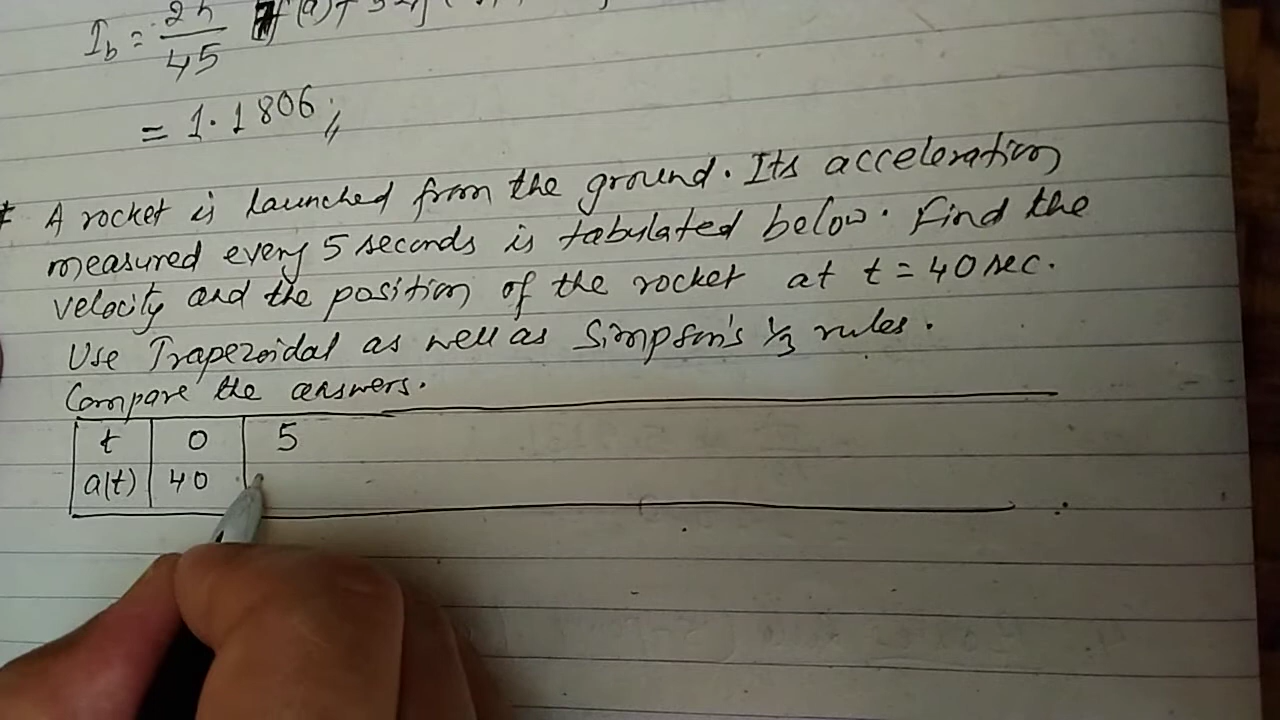 I_b = 2h/45
= 1.1806
A rocket is launched from the ground. Its acceleration
measured every 5 seconds is tabulated below. Find the
velocity and the position of the rocket at t = 40 sec.
Use Trapezoidal as well as Simpson's 1/3 rules.
Compare the answers.
t 0 5
a(t) 40